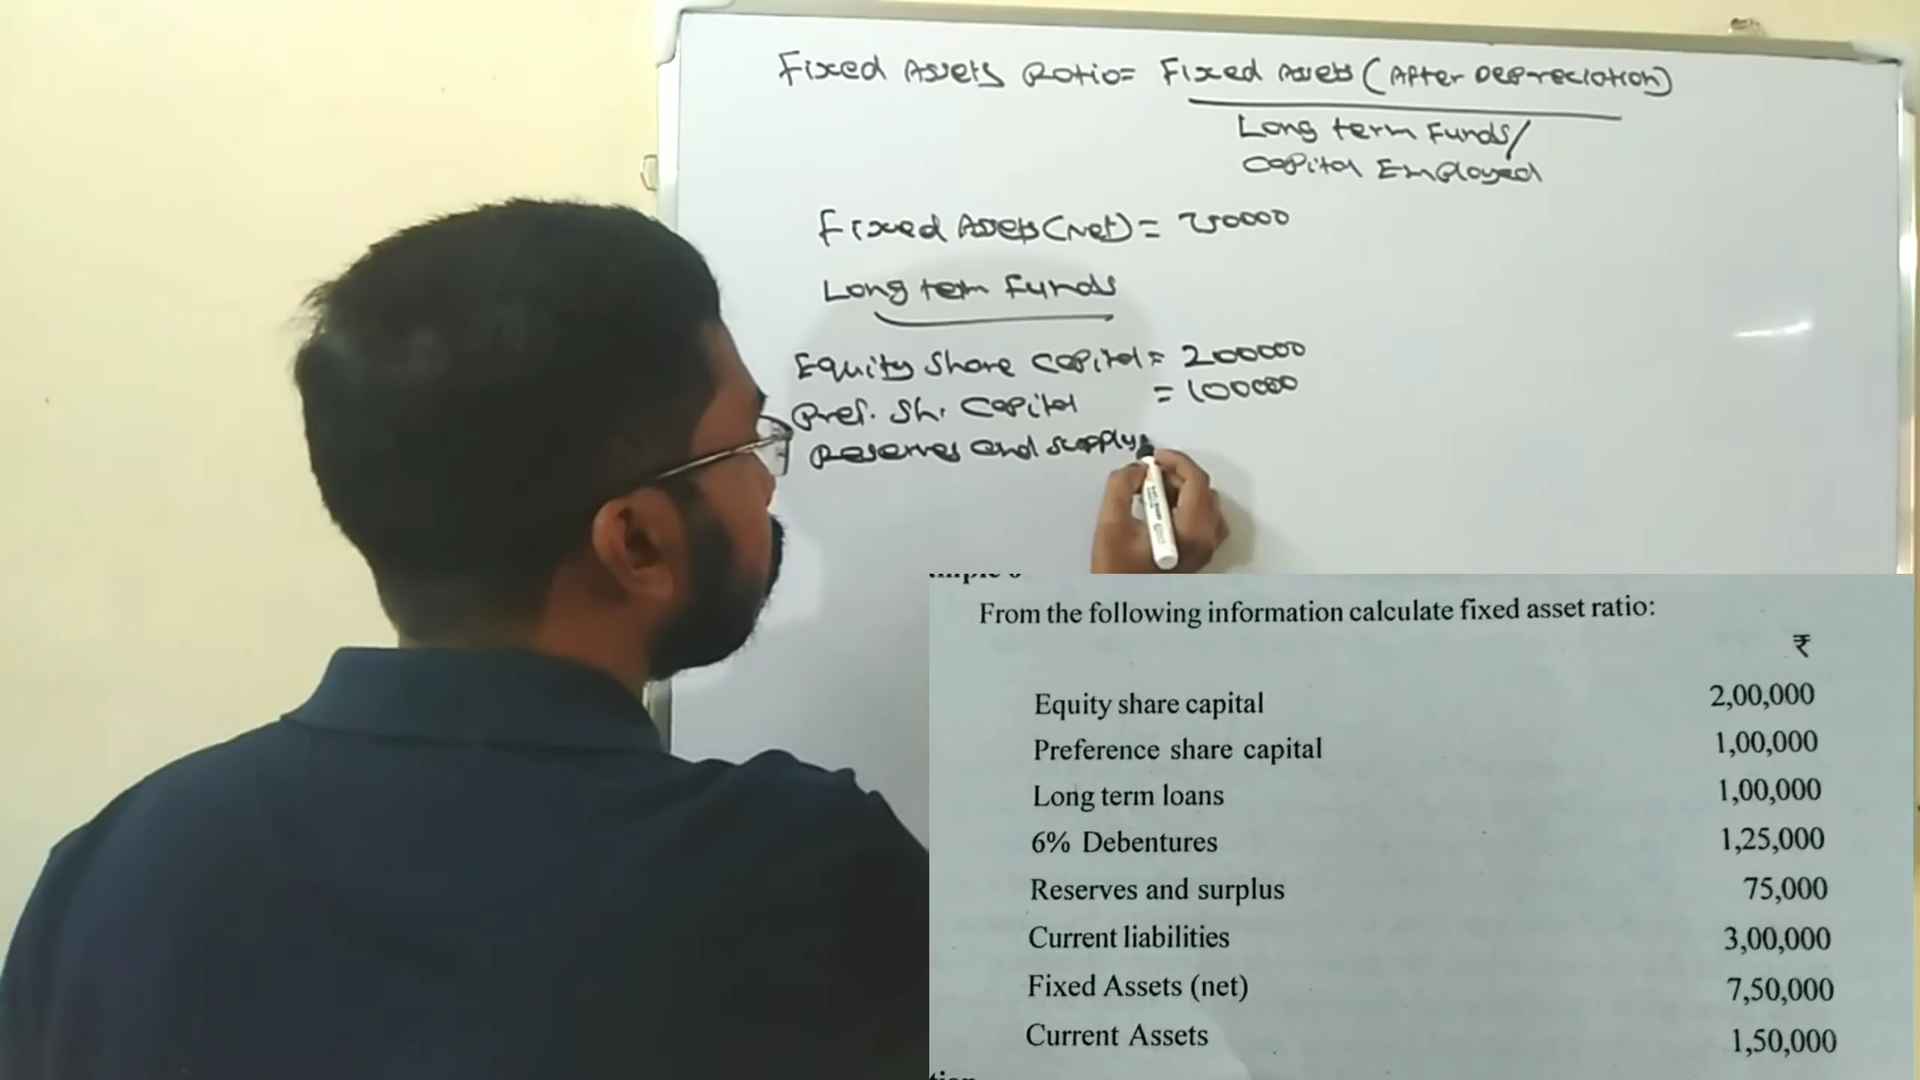 Fixed Assets Ratio= Fixed Assets (After Depreciation)
Long term Funds/
Capital Employed
Fixed Assets (Net) = 750000
Long term Funds
Equity Share Capital = 200000
Pref. Sh. Capital = 100000
Reserves and supply
From the following information calculate fixed asset ratio:
₹
Equity share capital 2,00,000
Preference share capital 1,00,000
Long term loans 1,00,000
6% Debentures 1,25,000
Reserves and surplus 75,000
Current liabilities 3,00,000
Fixed Assets (net) 7,50,000
Current Assets 1,50,000